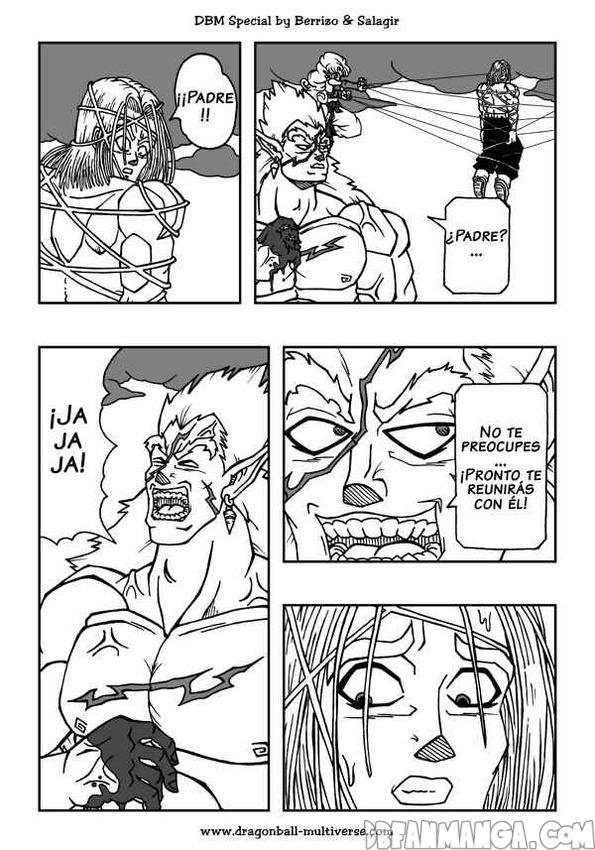 DBM Special by Berrizo & Salagir
¡¡PADRE
!!
¿PADRE?
...
¡JA
JA
JA!
NO TE
PREOCUPES
...
¡PRONTO TE
REUNIRÁS
CON ÉL!
www.dragonball-multiverse.com
DBFANMANGA.COM